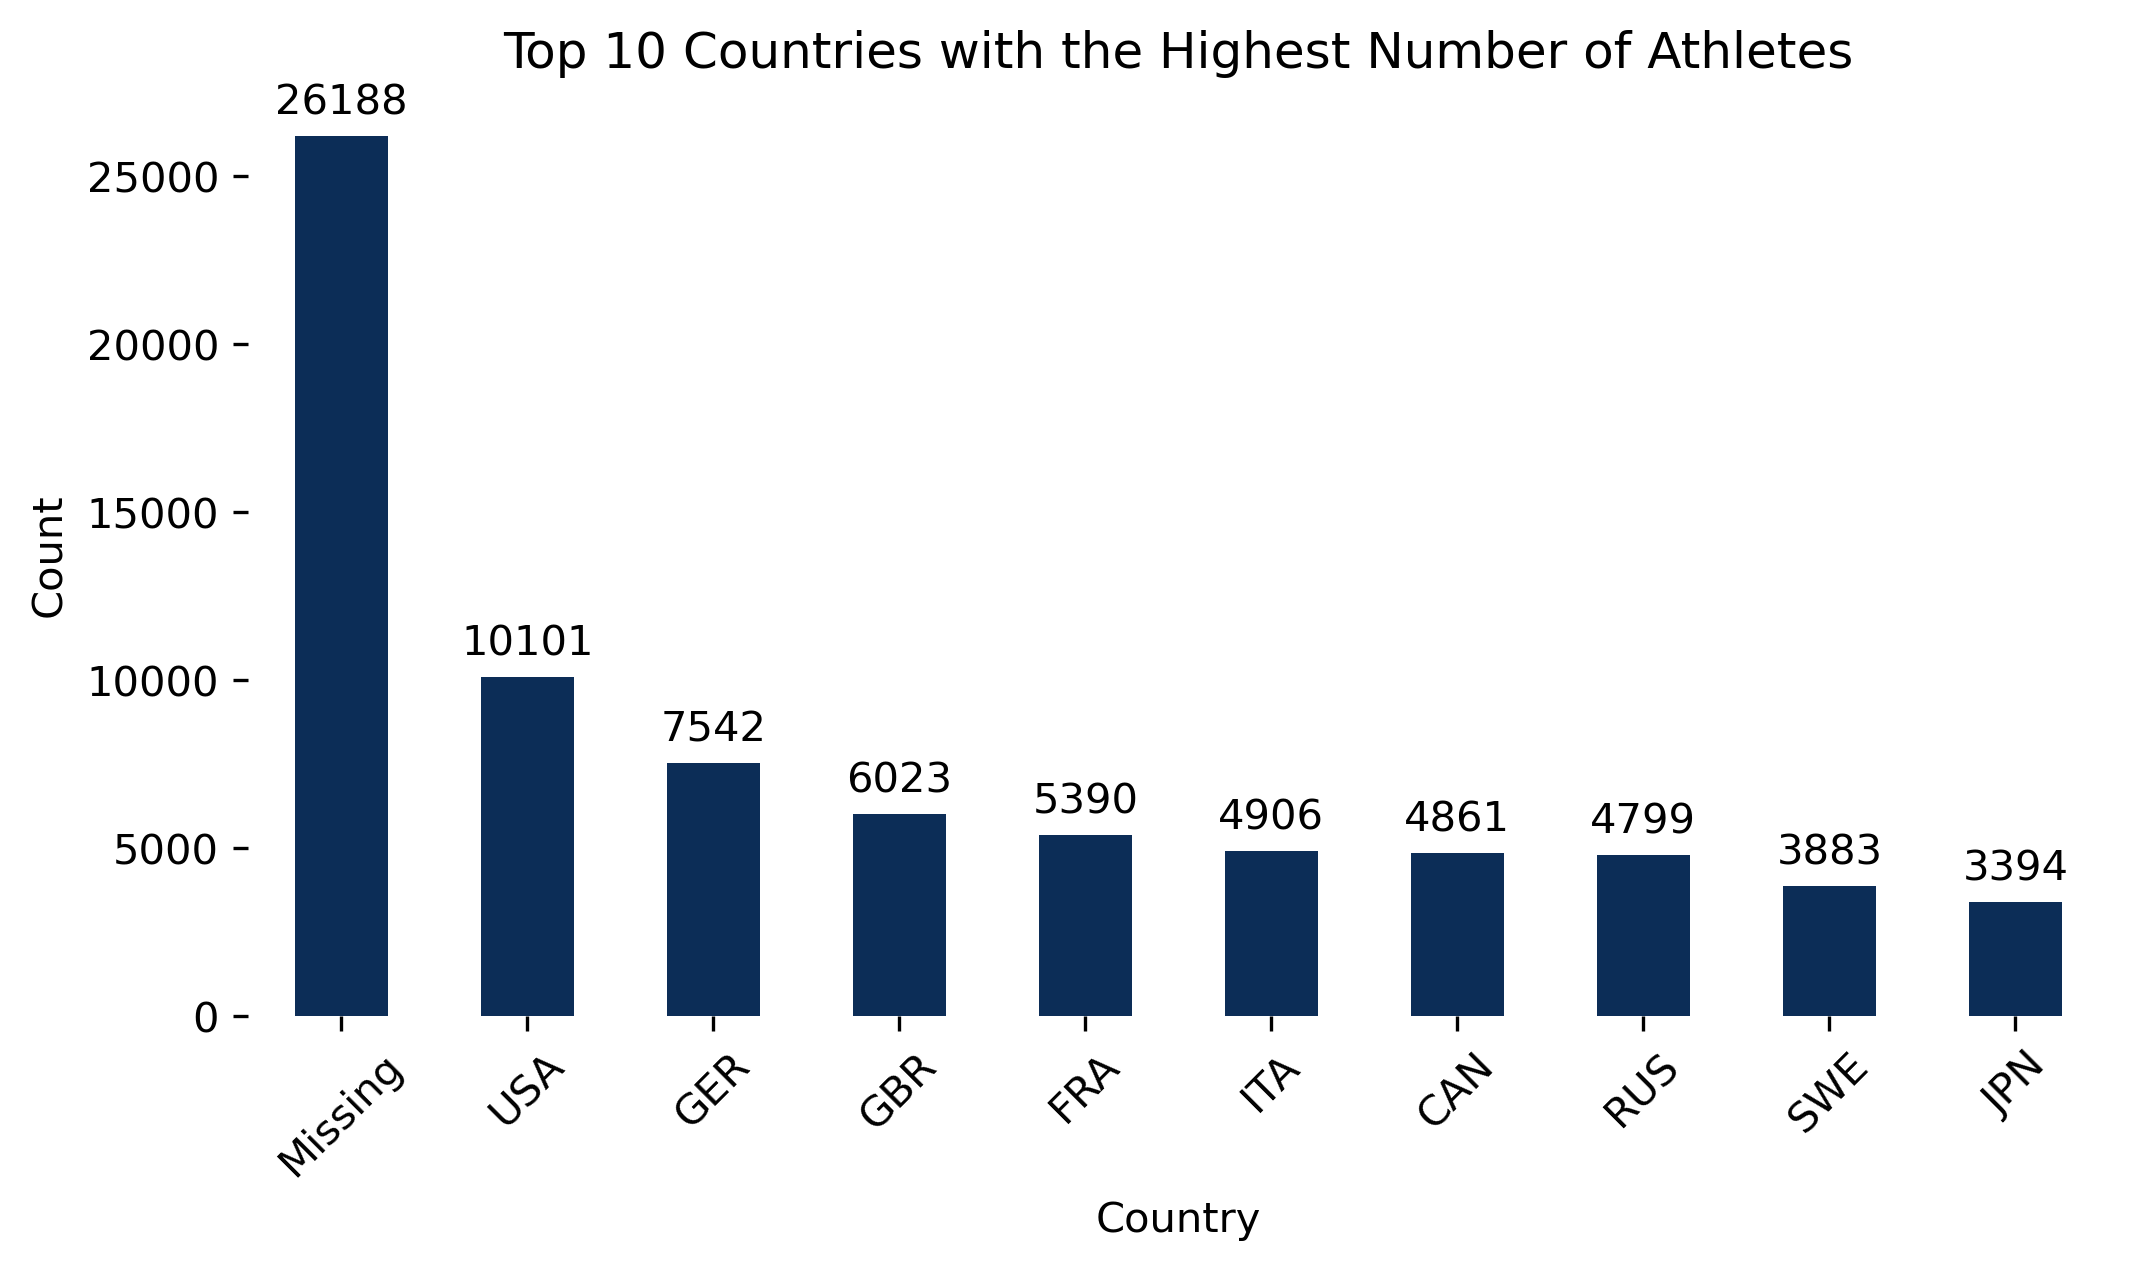 Top 10 Countries with the Highest Number of Athletes
26188
25000
20000
15000
10000
5000
0
Count
10101
7542
6023
5390
4906
4861
4799
3883
3394
Missing
USA
GER
GBR
FRA
ITA
CAN
RUS
SWE
JPN
Country